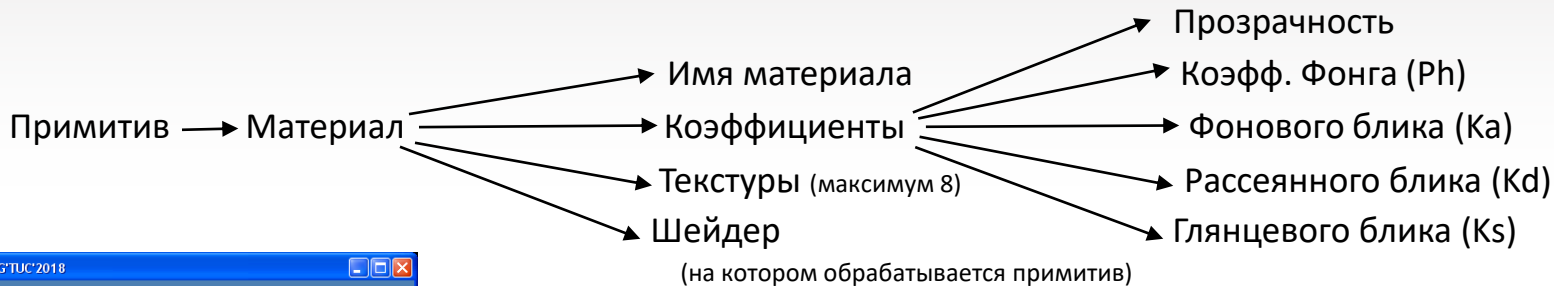 Прозрачность
Имя материала
Коэфф. Фонга (Ph)
Примитив
Материал
Коэффициенты
Фонового блика (Ka)
Текстуры (максимум 8)
Рассеянного блика (Kd)
Шейдер
Глянцевого блика (Ks)
(на котором обрабатывается примитив)
G'TUC'2018